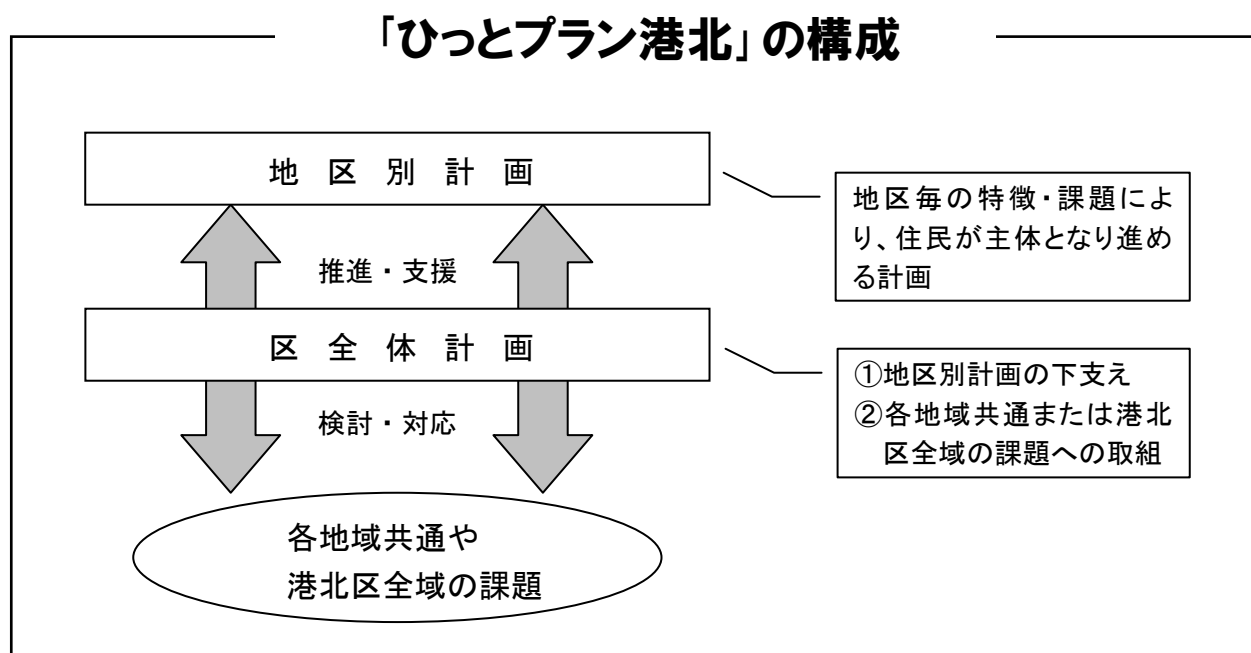 「ひっとプラン港北」の構成
地区別計画
地区毎の特徴・課題によ
り、住民が主体となり進め
る計画
推進・支援
区全体計画
①地区別計画の下支え
②各地域共通または港北
区全域の課題への取組
検討・対応
各地域共通や
港北区全域の課題